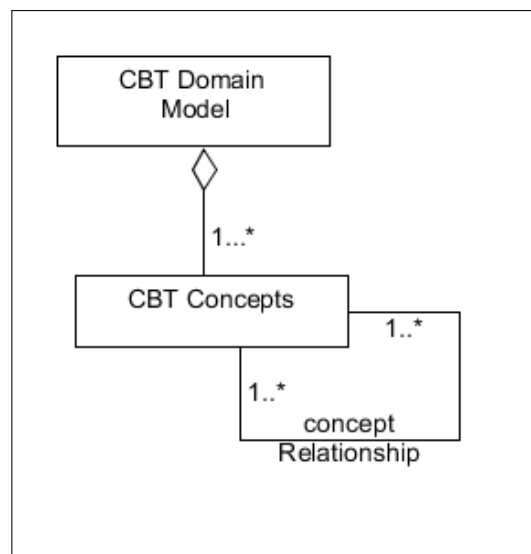 CBT Domain
Model
1...*
CBT Concepts
1..*
1..*
concept
Relationship